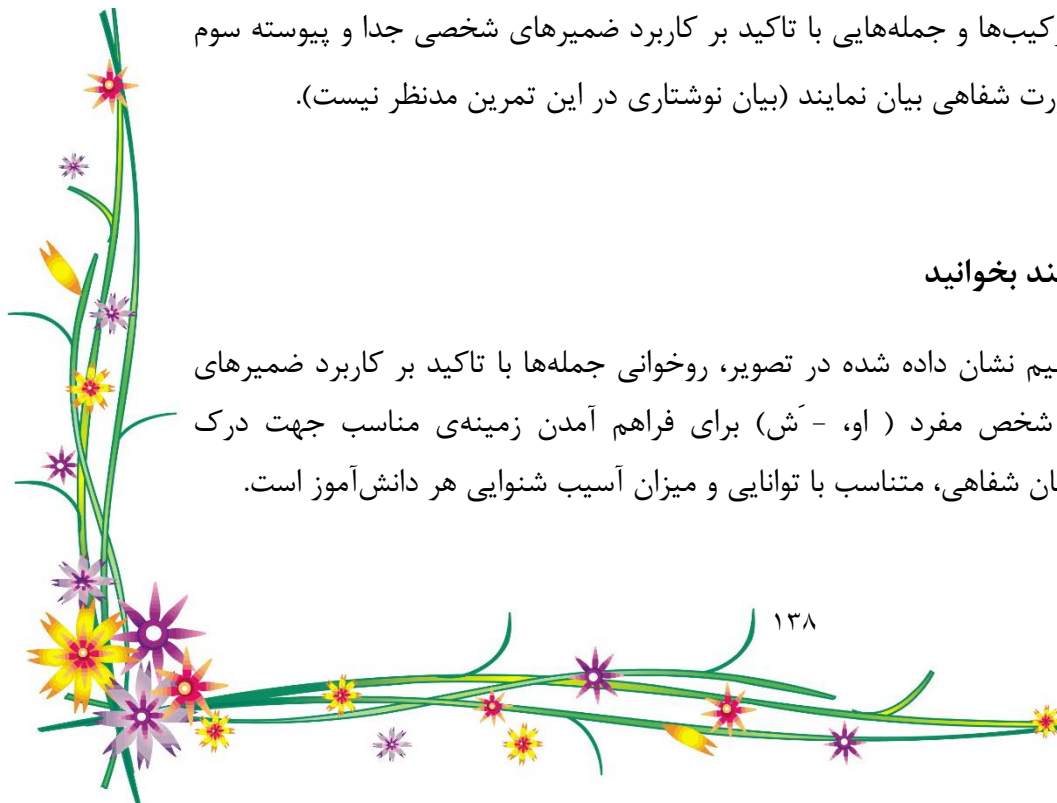 رکیب‌ها و جمله‌هایی با تاکید بر کاربرد ضمیرهای شخصی جدا و پیوسته سوم
رت شفاهی بیان نمایند (بیان نوشتاری در این تمرین مدنظر نیست).
ند بخوانید
یم نشان داده شده در تصویر، روخوانی جمله‌ها با تاکید بر کاربرد ضمیرهای
شخص مفرد ( او، - َش) برای فراهم آمدن زمینه‌ی مناسب جهت درک
ان شفاهی، متناسب با توانایی و میزان آسیب شنوایی هر دانش‌آموز است.
۱۳۸